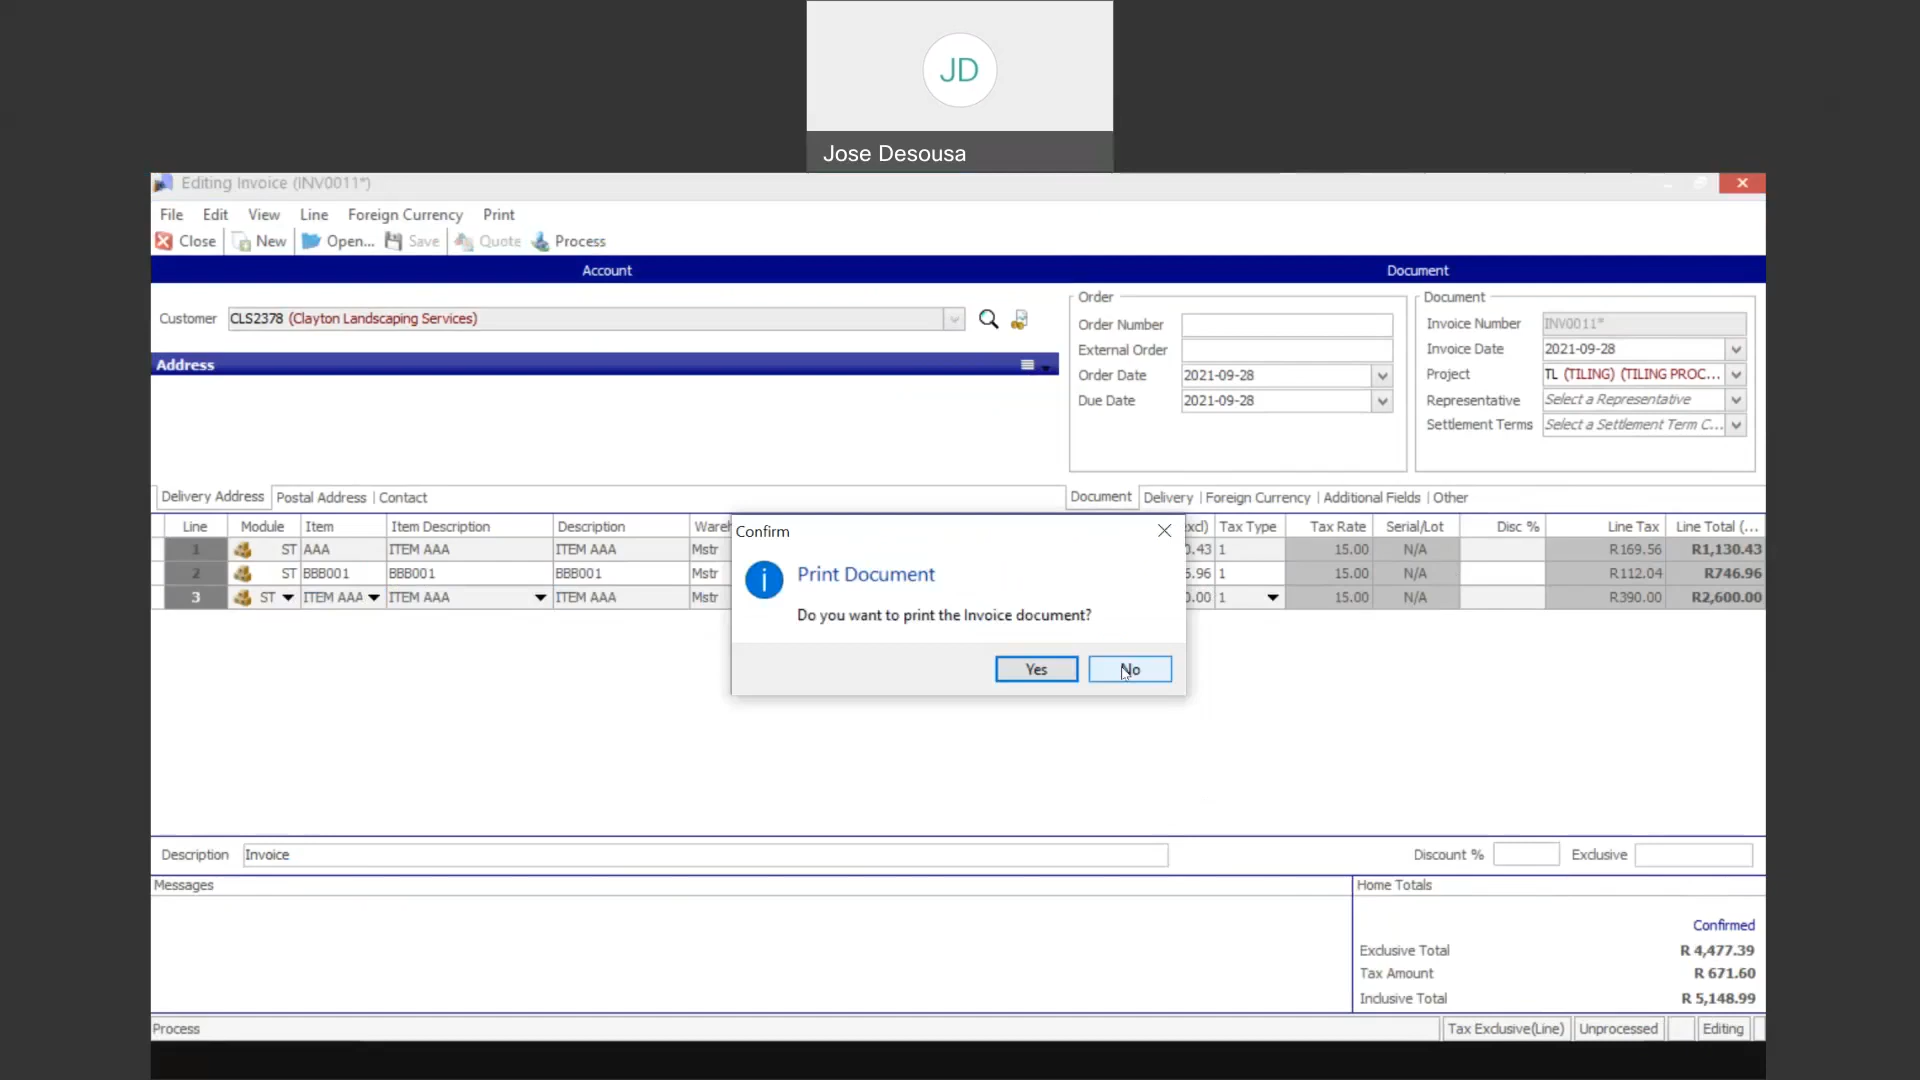 JD
Jose Desousa
Editing Invoice (INV0011*)
File Edit View Line Foreign Currency Print
Close New Open... Save Quote Process
Account Document
Customer CLS2378 (Clayton Landscaping Services)
Address
Order
Order Number
External Order
Order Date 2021-09-28
Due Date 2021-09-28
Document
Invoice Number INV0011*
Invoice Date 2021-09-28
Project TL (TILING) (TILING PROC...
Representative Select a Representative
Settlement Terms Select a Settlement Term C...
Delivery Address Postal Address | Contact
Document Delivery | Foreign Currency | Additional Fields | Other
Line Module Item Item Description Description Wareh xcl) Tax Type Tax Rate Serial/Lot Disc % Line Tax Line Total (...
1 ST AAA ITEM AAA ITEM AAA Mstr 0.43 1 15.00 N/A R169.56 R1,130.43
2 ST BBB001 BBB001 BBB001 Mstr 6.96 1 15.00 N/A R112.04 R746.96
3 ST ITEM AAA ITEM AAA ITEM AAA Mstr 0.00 1 15.00 N/A R390.00 R2,600.00
Confirm
Print Document
Do you want to print the Invoice document?
Yes No
Description Invoice Discount % Exclusive
Messages
Home Totals
Confirmed
Exclusive Total R 4,477.39
Tax Amount R 671.60
Inclusive Total R 5,148.99
Process Tax Exclusive(Line) Unprocessed Editing